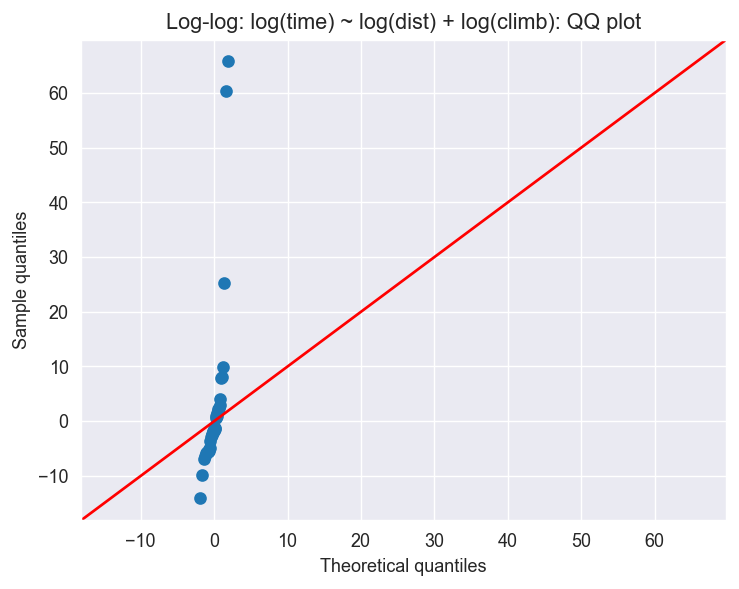 Log-log: log(time) ~ log(dist) + log(climb): QQ plot
60
50
40
30
20
10
0
−10
Sample quantiles
−10 0 10 20 30 40 50 60
Theoretical quantiles